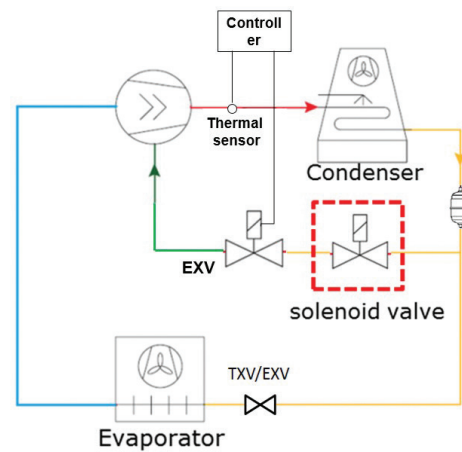 Controll
er
Thermal
sensor
Condenser
EXV
solenoid valve
TXV/EXV
Evaporator